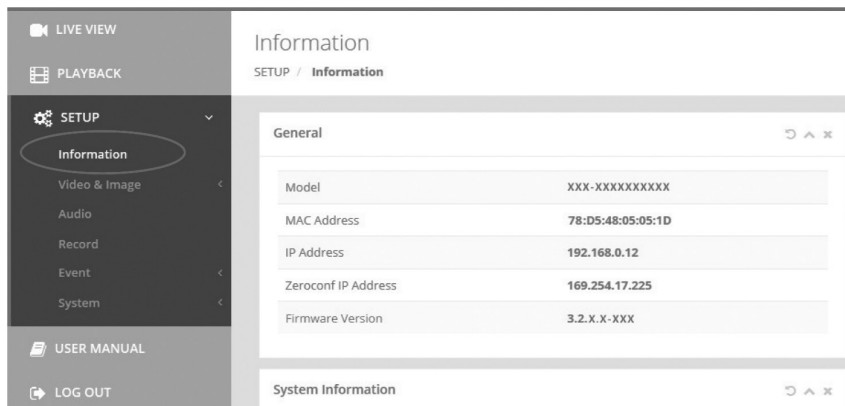 LIVE VIEW
PLAYBACK
SETUP
Information
Video & Image
Audio
Record
Event
System
USER MANUAL
LOG OUT
Information
SETUP / Information
General
Model XXX-XXXXXXXXXX
MAC Address 78:D5:48:05:05:1D
IP Address 192.168.0.12
Zeroconf IP Address 169.254.17.225
Firmware Version 3.2.X.X-XXX
System Information